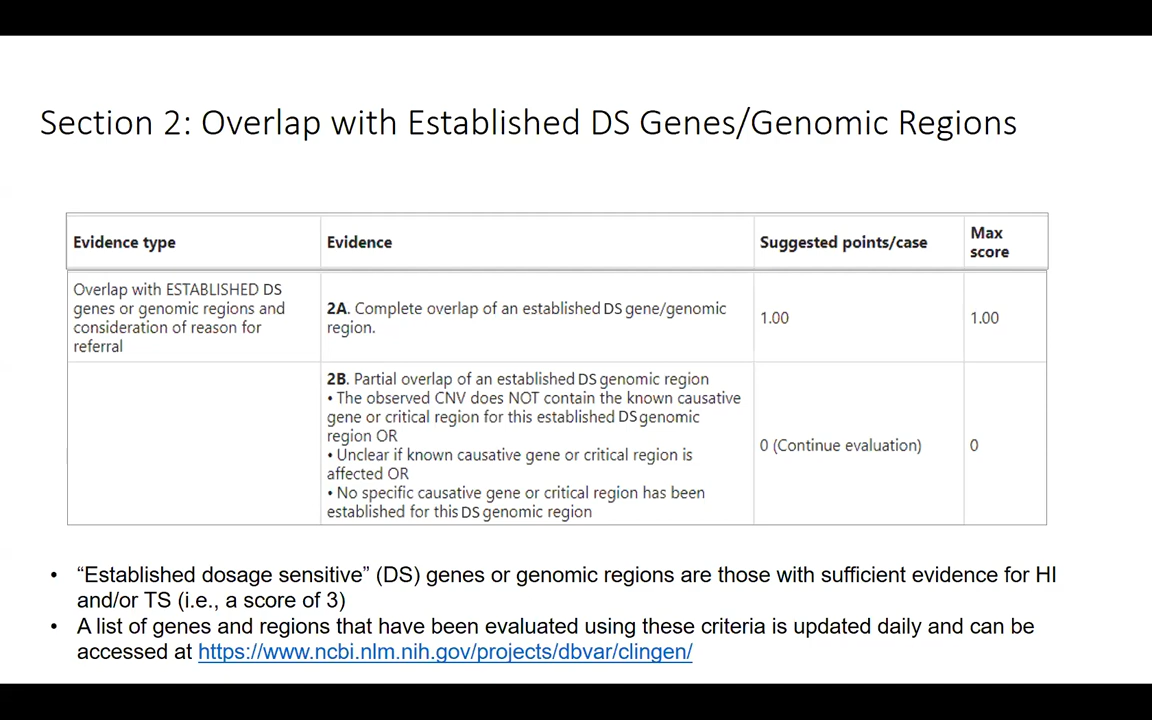 Section 2: Overlap with Established DS Genes/Genomic Regions
Evidence type
Evidence
Suggested points/case
Max
score
Overlap with ESTABLISHED DS
genes or genomic regions and
consideration of reason for
referral
2A. Complete overlap of an established DS gene/genomic
region.
1.00
1.00
2B. Partial overlap of an established DS genomic region
• The observed CNV does NOT contain the known causative
gene or critical region for this established DS genomic
region OR
• Unclear if known causative gene or critical region is
affected OR
• No specific causative gene or critical region has been
established for this DS genomic region
0 (Continue evaluation)
0
• “Established dosage sensitive” (DS) genes or genomic regions are those with sufficient evidence for HI
and/or TS (i.e., a score of 3)
• A list of genes and regions that have been evaluated using these criteria is updated daily and can be
accessed at https://www.ncbi.nlm.nih.gov/projects/dbvar/clingen/